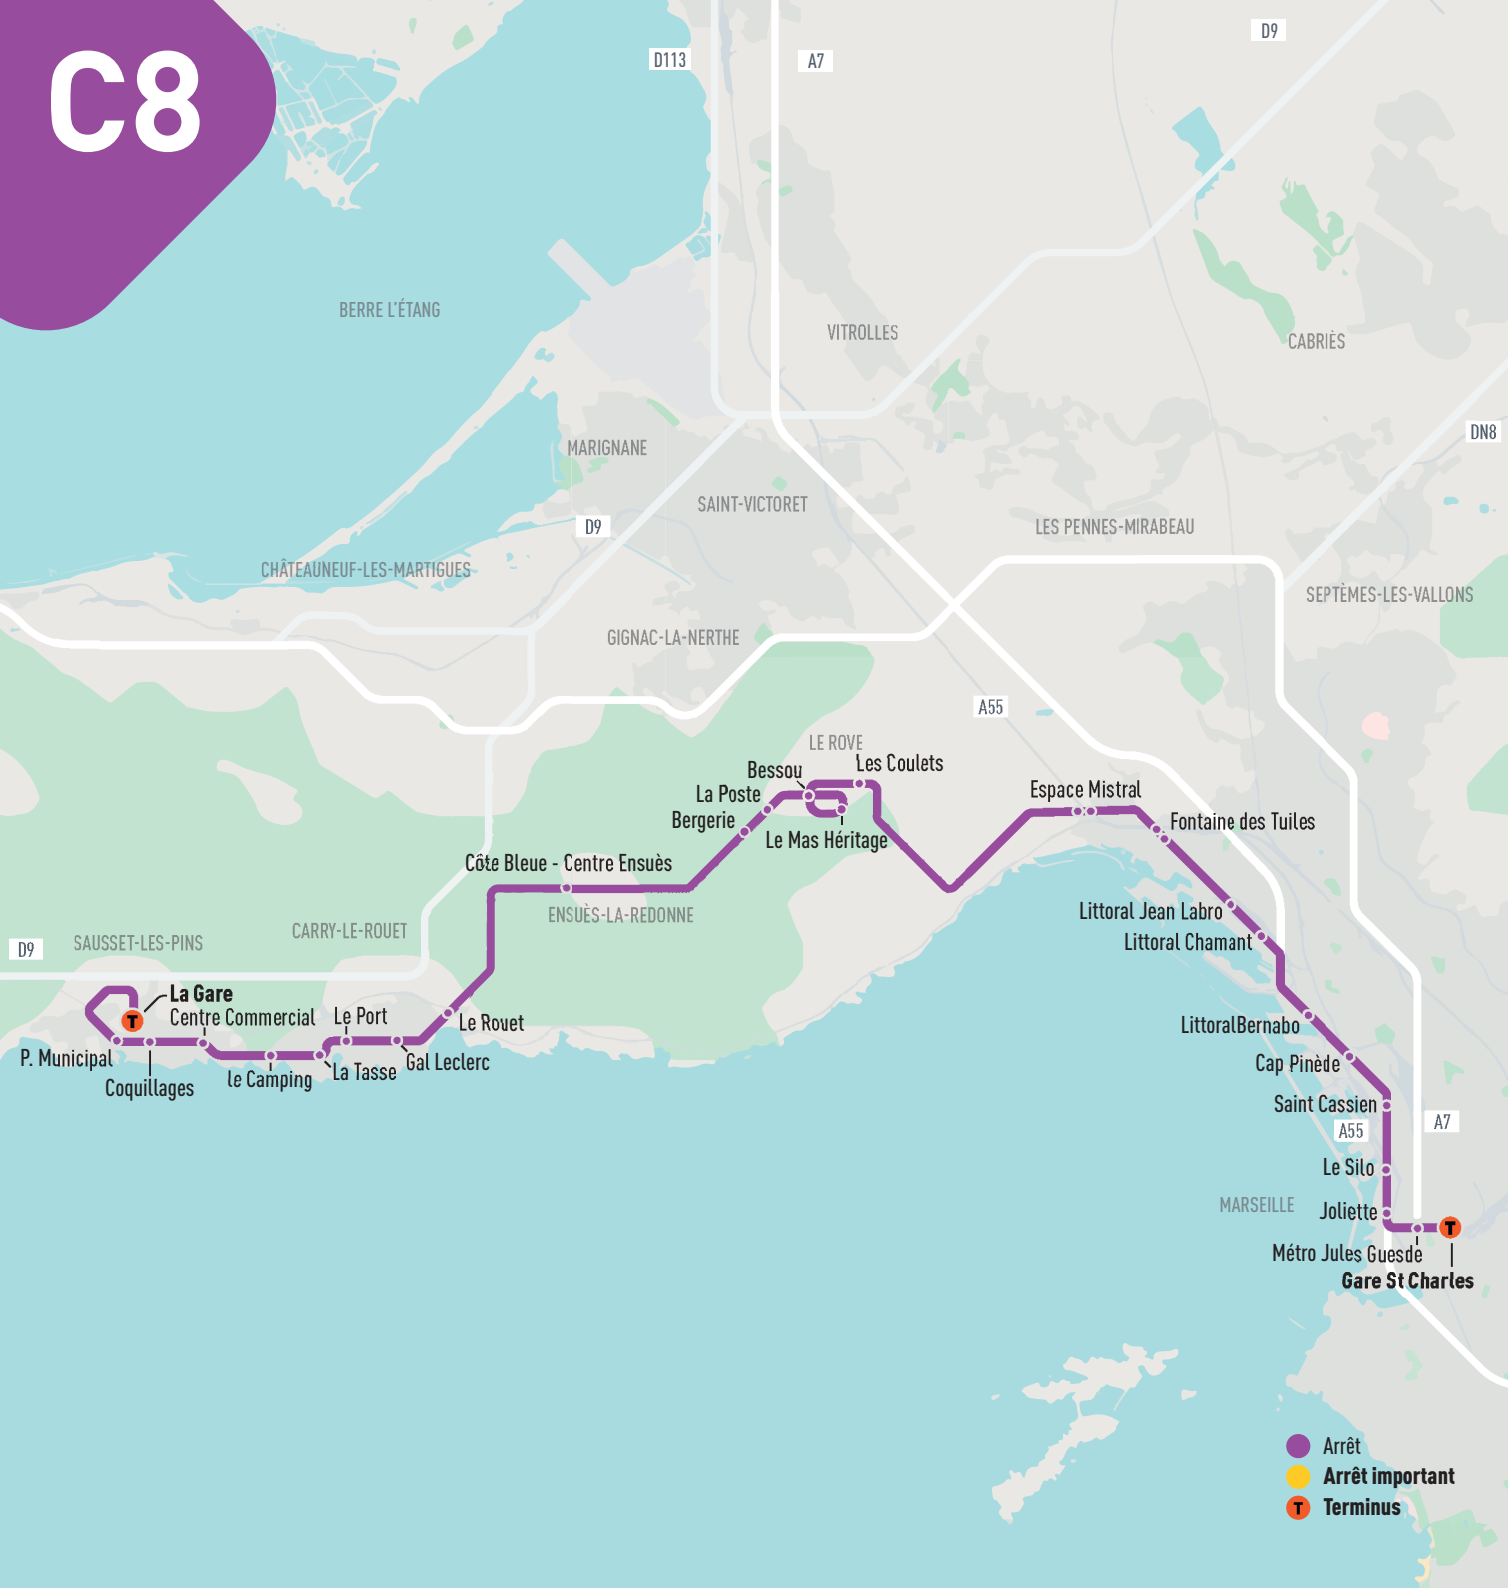 C8
D113
A7
D9
BERRE L'ÉTANG
VITROLLES
CABRIÈS
MARIGNANE
DN8
SAINT-VICTORET
D9
LES PENNES-MIRABEAU
CHÂTEAUNEUF-LES-MARTIGUES
SEPTÈMES-LES-VALLONS
GIGNAC-LA-NERTHE
A55
LE ROVE
Bessou
Les Coulets
La Poste
Bergerie
Le Mas Héritage
Espace Mistral
Fontaine des Tuiles
Côte Bleue - Centre Ensuès
ENSUÈS-LA-REDONNE
Littoral Jean Labro
Littoral Chamant
CARRY-LE-ROUET
SAUSSET-LES-PINS
D9
La Gare
T
Centre Commercial
Le Port
Le Rouet
P. Municipal
Coquillages
le Camping
La Tasse
Gal Leclerc
LittoralBernabo
Cap Pinède
Saint Cassien
A55
A7
Le Silo
MARSEILLE
Joliette
T
Métro Jules Guesde
Gare St Charles
Arrêt
Arrêt important
T Terminus